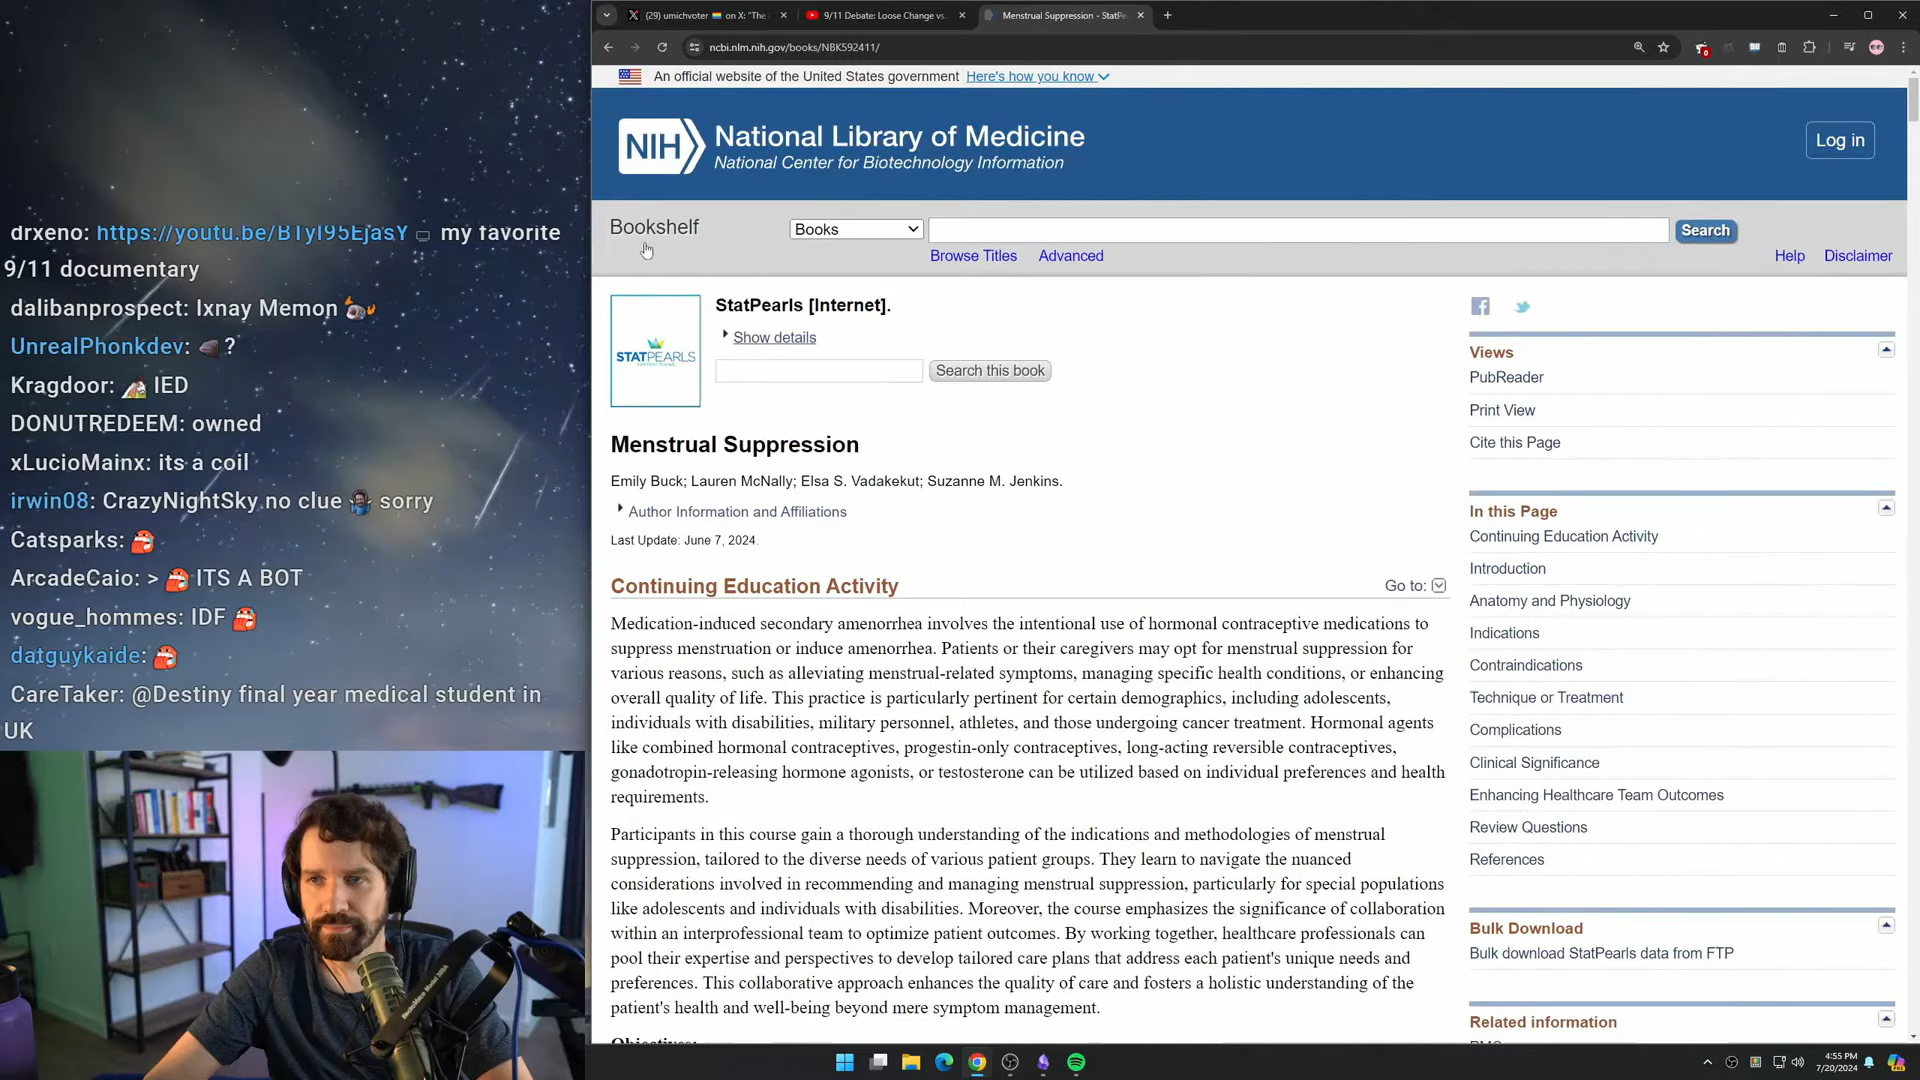 (29) umichvoter on X: "The
9/11 Debate: Loose Change vs.
Menstrual Suppression - StatPe
ncbi.nlm.nih.gov/books/NBK592411/
An official website of the United States government Here's how you know
NIH National Library of Medicine
National Center for Biotechnology Information
Log in
Bookshelf
Books
Search
Browse Titles Advanced
Help Disclaimer
STATPEARLS
StatPearls [Internet].
Show details
Search this book
Menstrual Suppression
Emily Buck; Lauren McNally; Elsa S. Vadakekut; Suzanne M. Jenkins.
Author Information and Affiliations
Last Update: June 7, 2024.
Continuing Education Activity
Go to:
Medication-induced secondary amenorrhea involves the intentional use of hormonal contraceptive medications to
suppress menstruation or induce amenorrhea. Patients or their caregivers may opt for menstrual suppression for
various reasons, such as alleviating menstrual-related symptoms, managing specific health conditions, or enhancing
overall quality of life. This practice is particularly pertinent for certain demographics, including adolescents,
individuals with disabilities, military personnel, athletes, and those undergoing cancer treatment. Hormonal agents
like combined hormonal contraceptives, progestin-only contraceptives, long-acting reversible contraceptives,
gonadotropin-releasing hormone agonists, or testosterone can be utilized based on individual preferences and health
requirements.
Participants in this course gain a thorough understanding of the indications and methodologies of menstrual
suppression, tailored to the diverse needs of various patient groups. They learn to navigate the nuanced
considerations involved in recommending and managing menstrual suppression, particularly for special populations
like adolescents and individuals with disabilities. Moreover, the course emphasizes the significance of collaboration
within an interprofessional team to optimize patient outcomes. By working together, healthcare professionals can
pool their expertise and perspectives to develop tailored care plans that address each patient's unique needs and
preferences. This collaborative approach enhances the quality of care and fosters a holistic understanding of the
patient's health and well-being beyond mere symptom management.
Objectives:
Views
PubReader
Print View
Cite this Page
In this Page
Continuing Education Activity
Introduction
Anatomy and Physiology
Indications
Contraindications
Technique or Treatment
Complications
Clinical Significance
Enhancing Healthcare Team Outcomes
Review Questions
References
Bulk Download
Bulk download StatPearls data from FTP
Related information
drxeno: https://youtu.be/BTyI95EjasY my favorite
9/11 documentary
dalibanprospect: Ixnay Memon
UnrealPhonkdev: ?
Kragdoor: IED
DONUTREDEEM: owned
xLucioMainx: its a coil
irwin08: CrazyNightSky no clue sorry
Catsparks:
ArcadeCaio: > ITS A BOT
vogue_hommes: IDF
datguykaide:
CareTaker: @Destiny final year medical student in
UK
4:55 PM
7/20/2024